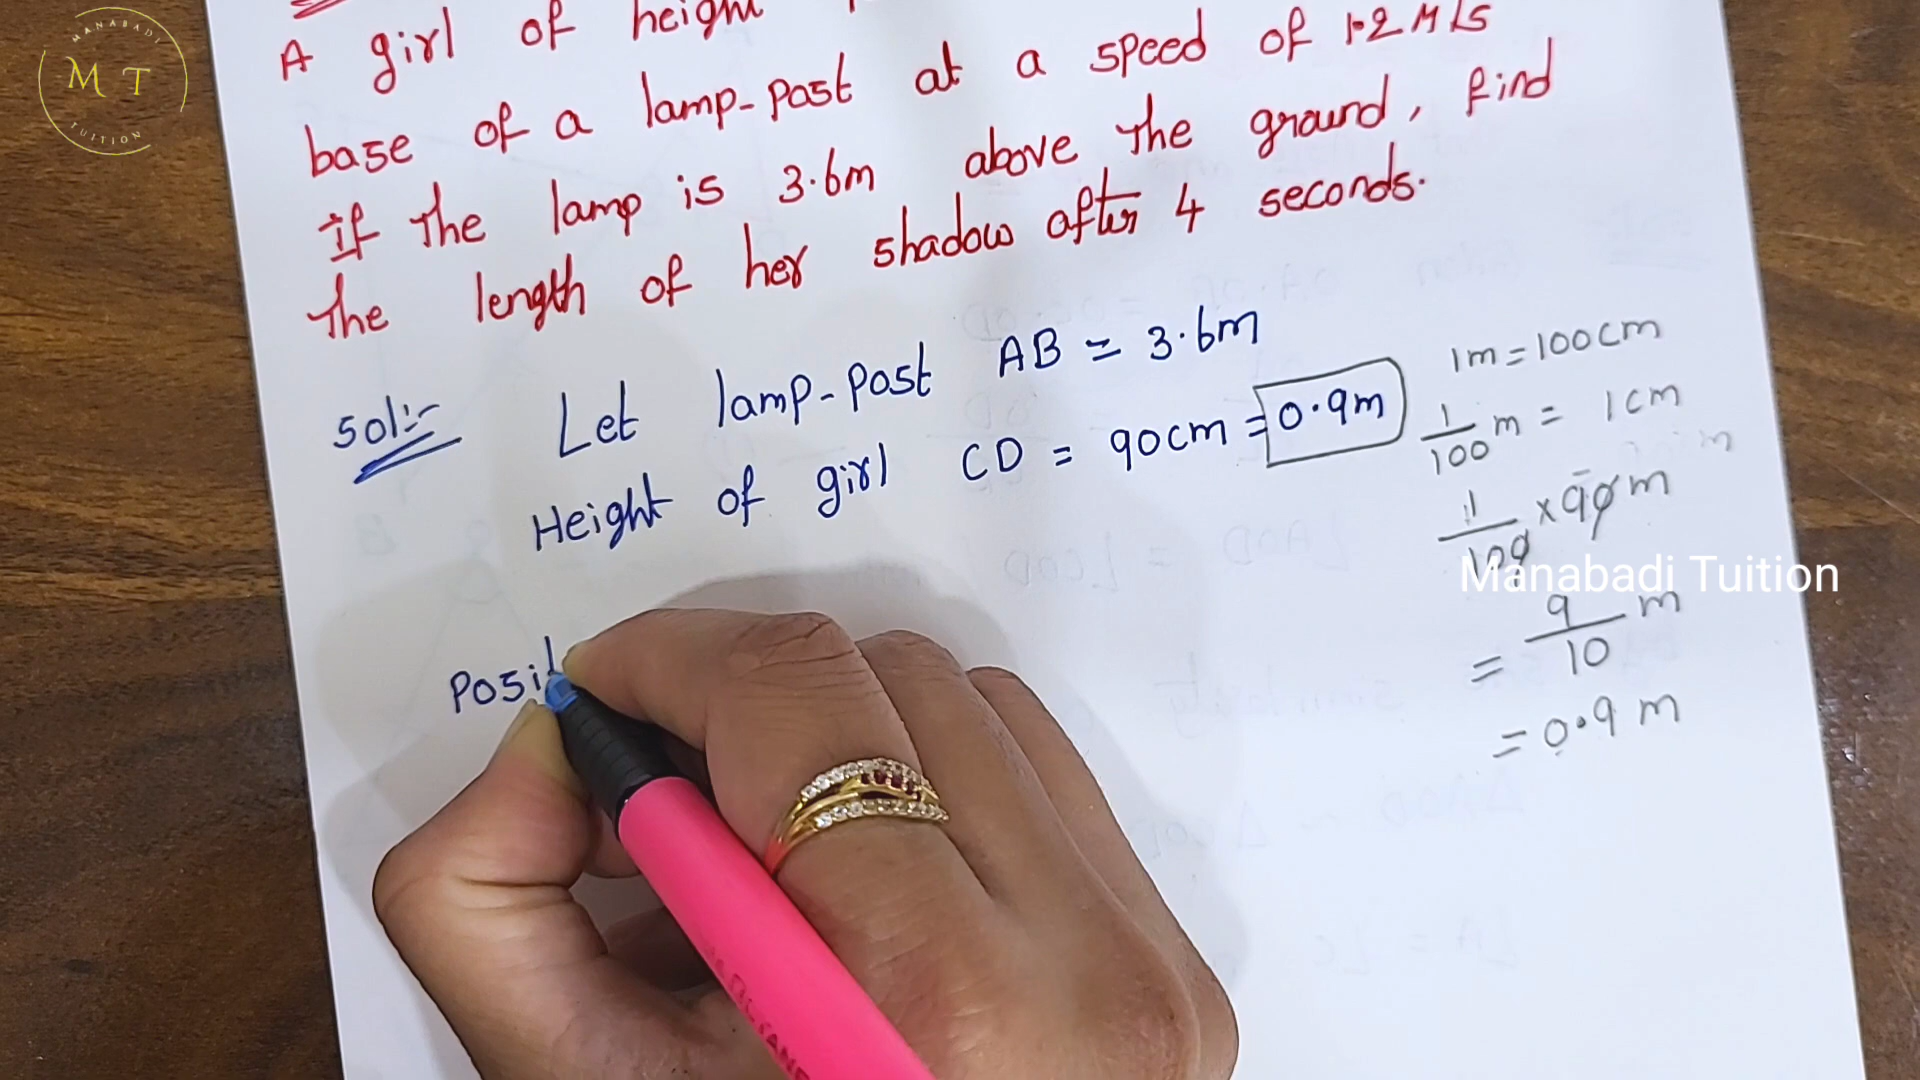 MANABADI
M T
TUITION
A girl of height
base of a lamp-post at a speed of 1.2 M/S
If the lamp is 3.6m above the ground, find
the length of her shadow after 4 seconds.
Sol:-
Let lamp-post AB = 3.6m
Height of girl CD = 90cm = 0.9m
Posit
1m = 100cm
1/100 m = 1cm
1/100 × 90 m
= 9/10 m
= 0.9 m
Manabadi Tuition